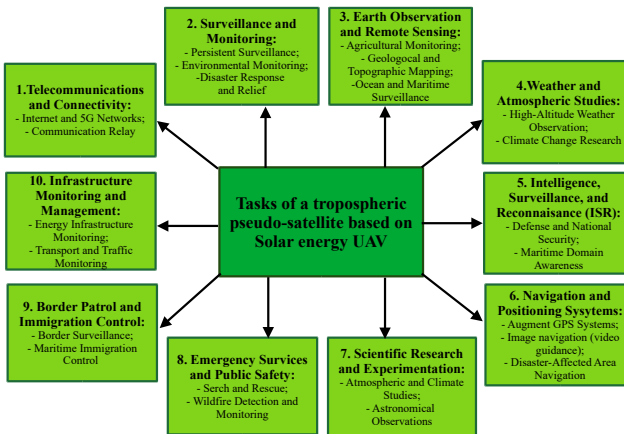 1.Telecommunications
and Connectivity:
- Internet and 5G Networks;
- Communication Relay
2. Surveillance and
Monitoring:
- Persistent Surveillance;
- Environmental Monitoring;
-Disaster Response
and Relief
3. Earth Observation
and Remote Sensing:
- Agricultural Monitoring;
- Geologocal and
Topographic Mapping;
-Ocean and Maritime
Surveillance
4.Weather and
Atmospheric Studies:
- High-Altitude Weather
Observation;
- Climate Change Research
Tasks of a tropospheric
pseudo-satellite based on
Solar energy UAV
5. Intelligence,
Surveillance, and
Reconnaisance (ISR):
- Defense and National
Security;
- Maritime Domain
Awareness
6. Navigation and
Positioning Sysytems:
- Augment GPS Systems;
- Image navigation (video
guidance);
- Disaster-Affected Area
Navigation
7. Scientific Research
and Experimentation:
- Atmospheric and Climate
Studies;
- Astronomical
Observations
8. Emergency Survices
and Public Safety:
- Serch and Rescue;
- Wildfire Detection and
Monitoring
9. Border Patrol and
Immigration Control:
- Border Surveillance;
- Maritime Immigration
Control
10. Infrastructure
Monitoring and
Management:
- Energy Infrastructure
Monitoring;
- Transport and Traffic
Monitoring